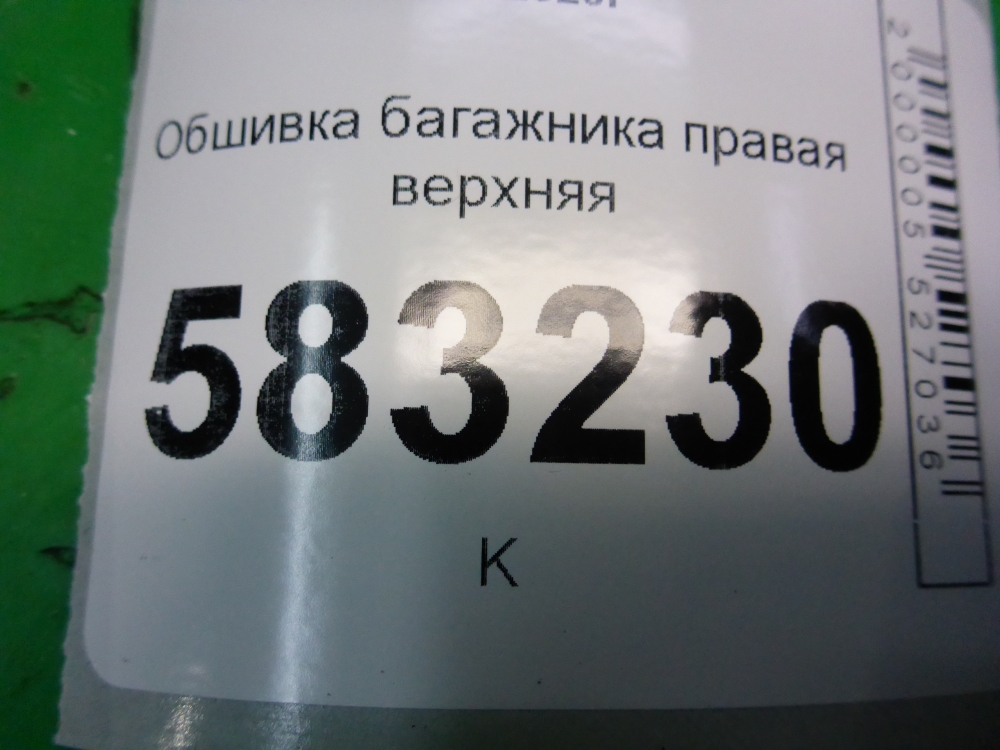 Обшивка багажника правая
верхняя
583230
К
2000005527036